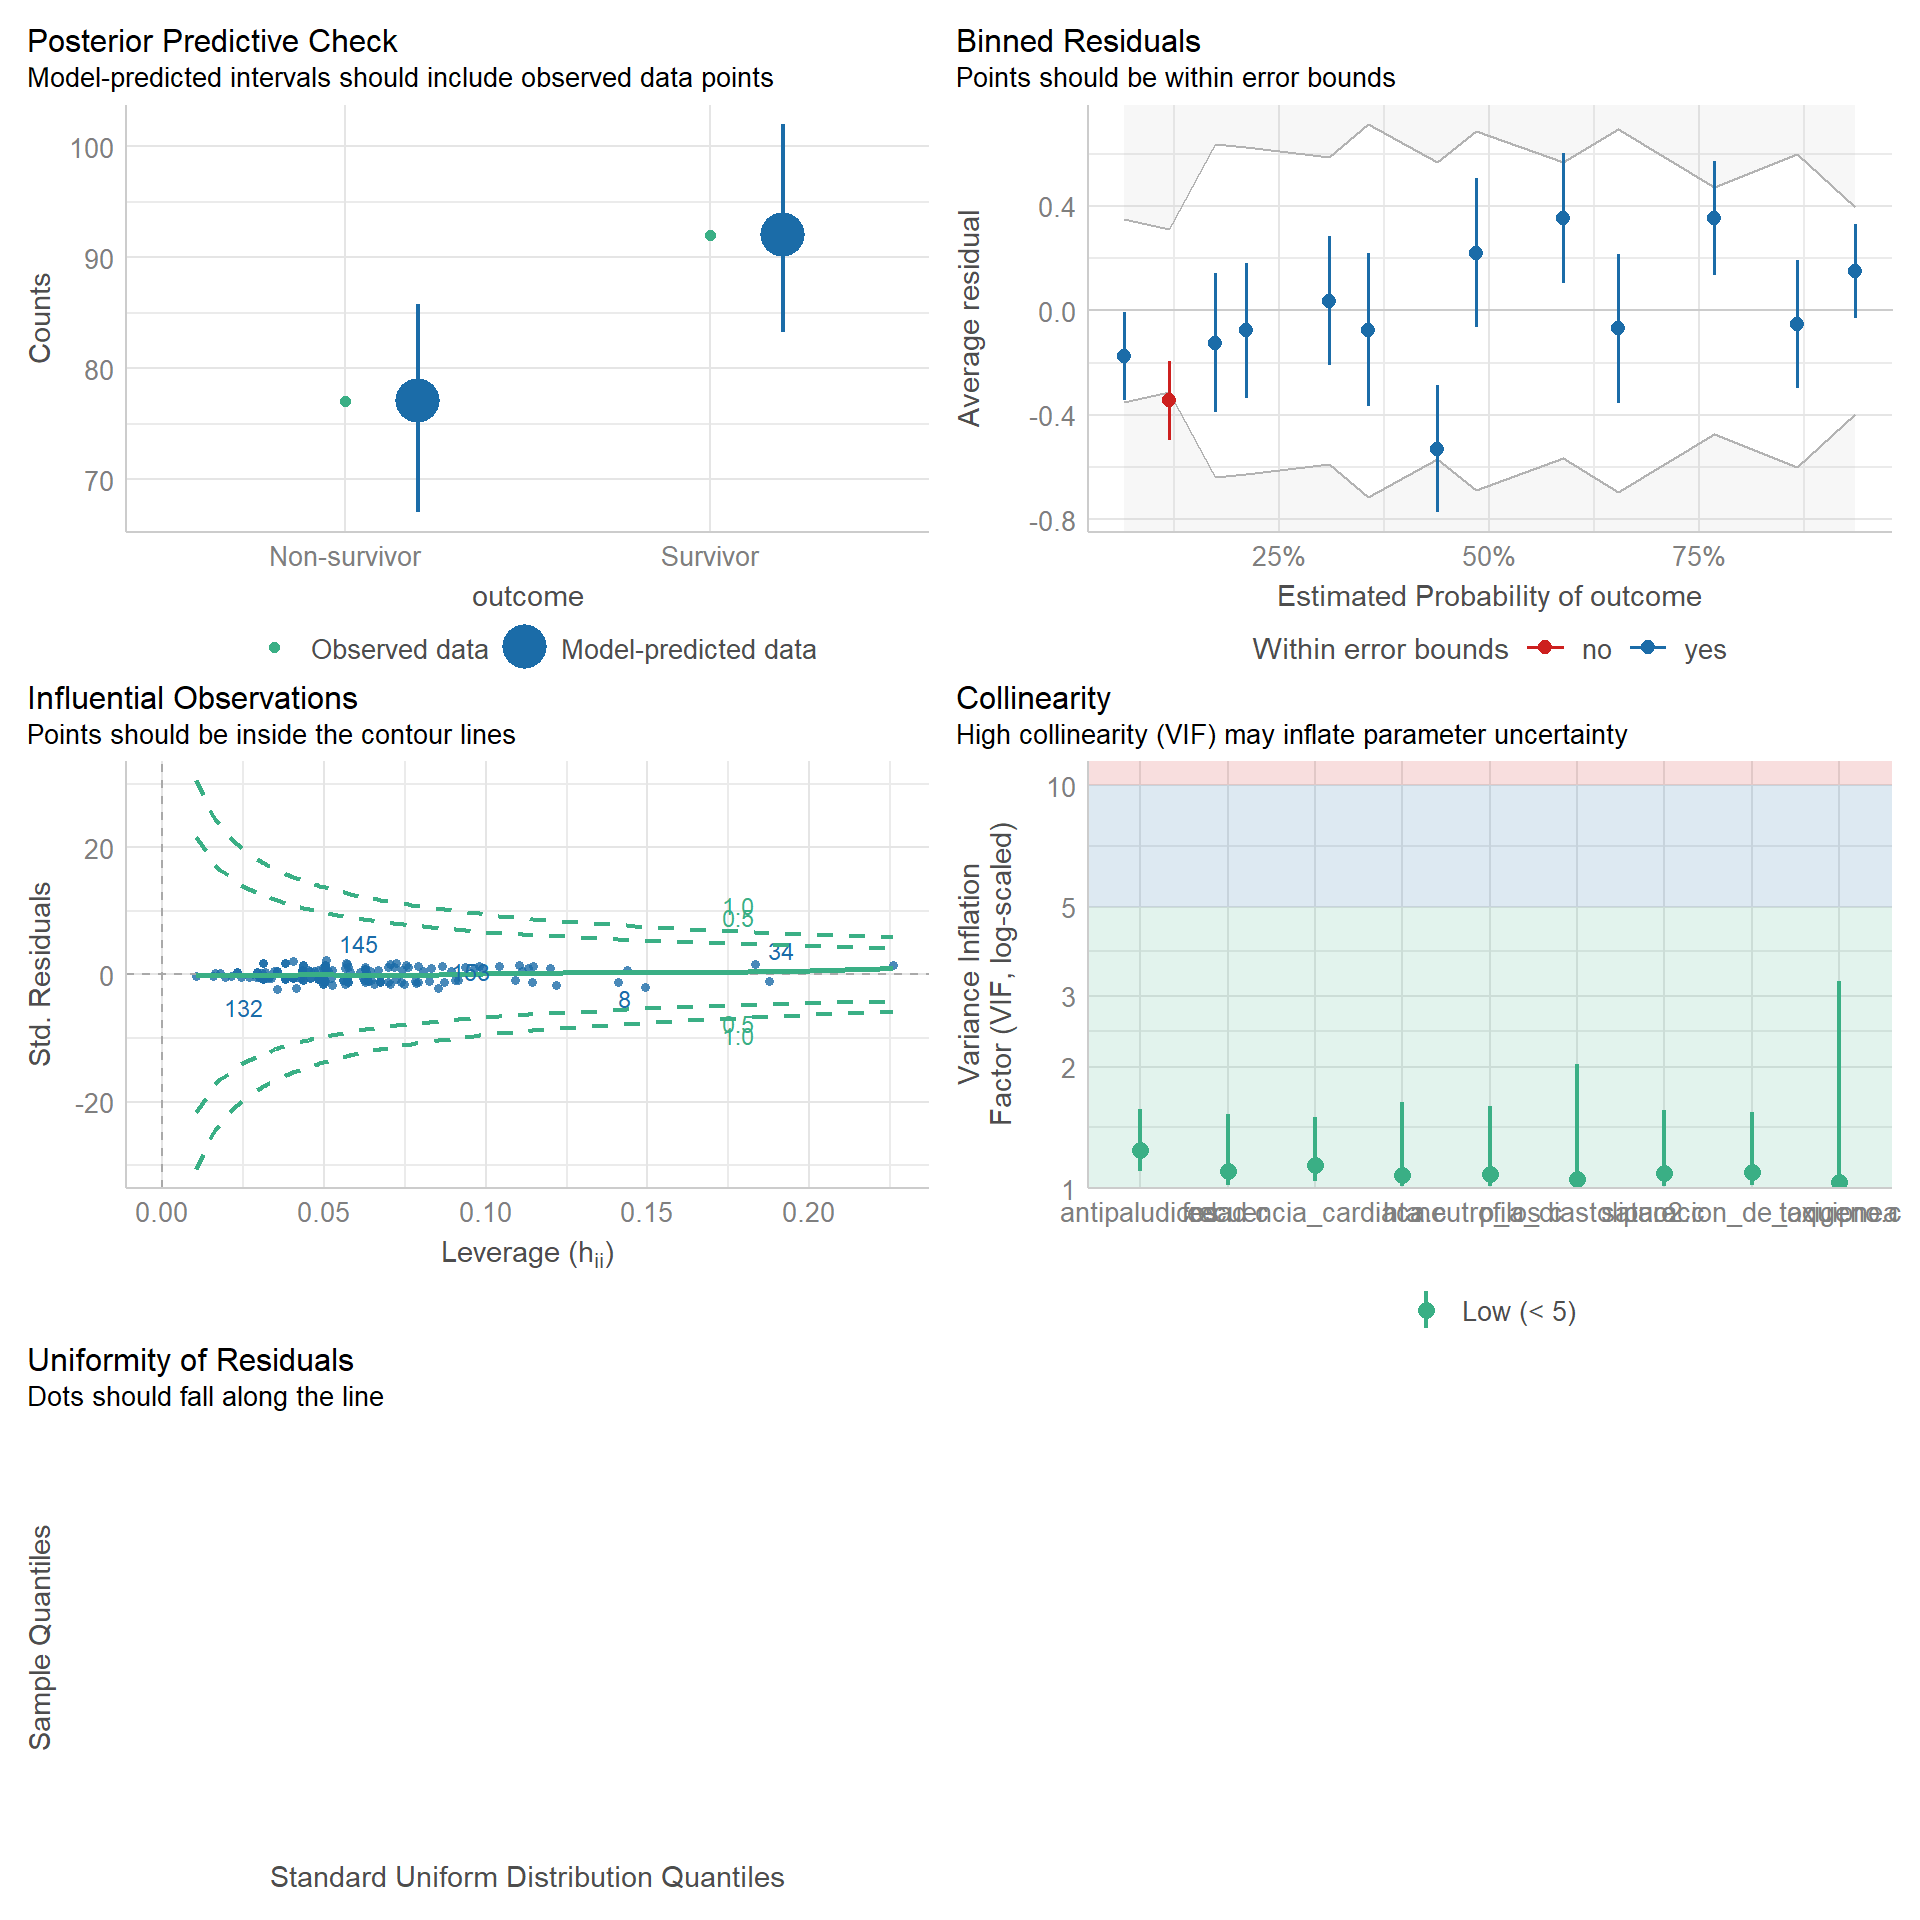 Posterior Predictive Check
Model-predicted intervals should include observed data points
Counts
100
90
80
70
Non-survivor
Survivor
outcome
Observed data
Model-predicted data
Binned Residuals
Points should be within error bounds
Average residual
0.4
0.0
-0.4
-0.8
25%
50%
75%
Estimated Probability of outcome
Within error bounds
no
yes
Influential Observations
Points should be inside the contour lines
Std. Residuals
20
0
-20
1.0
0.5
145
34
132
8
0.5
1.0
0.00
0.05
0.10
0.15
0.20
Leverage (hii)
Collinearity
High collinearity (VIF) may inflate parameter uncertainty
Variance Inflation
Factor (VIF, log-scaled)
10
5
3
2
1
Low (< 5)
Uniformity of Residuals
Dots should fall along the line
Sample Quantiles
Standard Uniform Distribution Quantiles